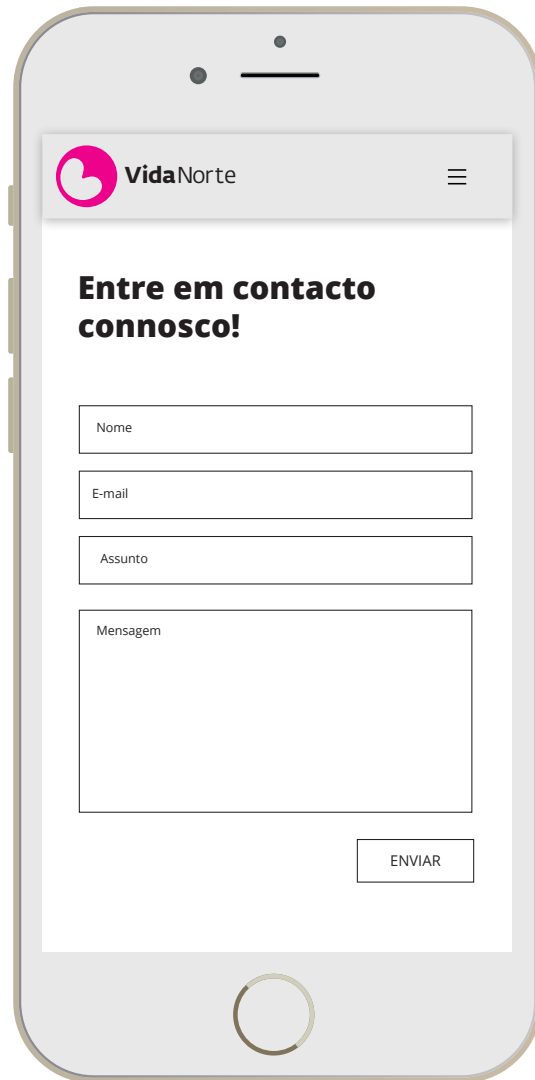 VidaNorte
Entre em contacto
connosco!
Nome
E-mail
Assunto
Mensagem
ENVIAR